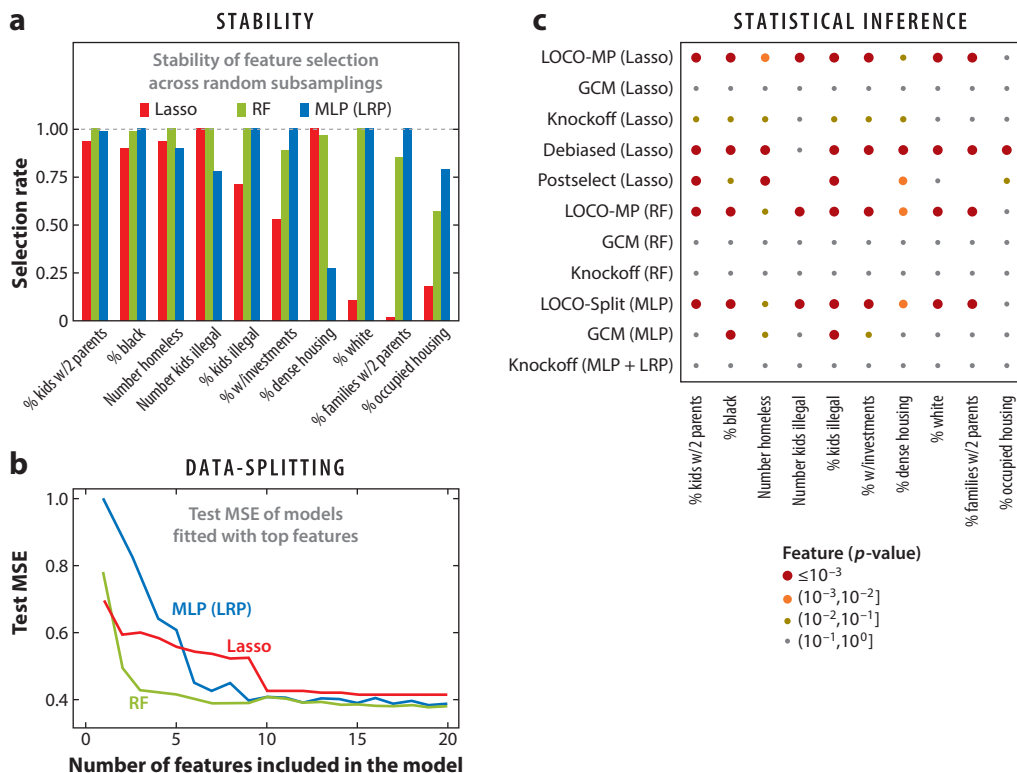 a
STABILITY
Stability of feature selection
across random subsamplings
Lasso
RF
MLP (LRP)
1.00
0.75
0.50
0.25
0
Selection rate
% kids w/2 parents
% black
Number homeless
Number kids illegal
% kids illegal
% w/investments
% dense housing
% white
% families w/2 parents
% occupied housing
b
DATA-SPLITTING
Test MSE of models
fitted with top features
1.0
0.8
0.6
0.4
Test MSE
MLP (LRP)
Lasso
RF
0
5
10
15
20
Number of features included in the model
c
STATISTICAL INFERENCE
LOCO-MP (Lasso)
GCM (Lasso)
Knockoff (Lasso)
Debiased (Lasso)
Postselect (Lasso)
LOCO-MP (RF)
GCM (RF)
Knockoff (RF)
LOCO-Split (MLP)
GCM (MLP)
Knockoff (MLP + LRP)
% kids w/2 parents
% black
Number homeless
Number kids illegal
% kids illegal
% w/investments
% dense housing
% white
% families w/2 parents
% occupied housing
Feature (p-value)
≤10⁻³
(10⁻³,10⁻²]
(10⁻²,10⁻¹]
(10⁻¹,10⁰]